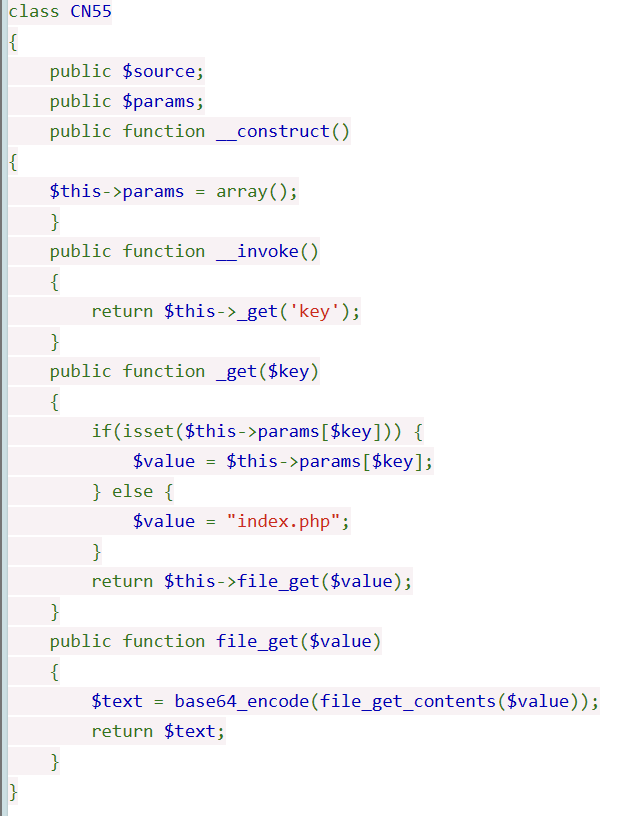 class CN55
{
    public $source;
    public $params;
    public function __construct()
{
    $this->params = array();
    }
    public function __invoke()
    {
        return $this->_get('key');
    }
    public function _get($key)
    {
        if(isset($this->params[$key])) {
            $value = $this->params[$key];
        } else {
            $value = "index.php";
        }
        return $this->file_get($value);
    }
    public function file_get($value)
    {
        $text = base64_encode(file_get_contents($value));
        return $text;
    }
}